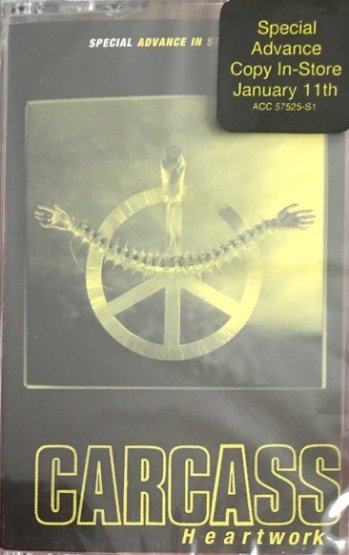 SPECIAL ADVANCE IN
Special
Advance
Copy In-Store
January 11th
ACC 57525-S1
CARCASS
Heartwork